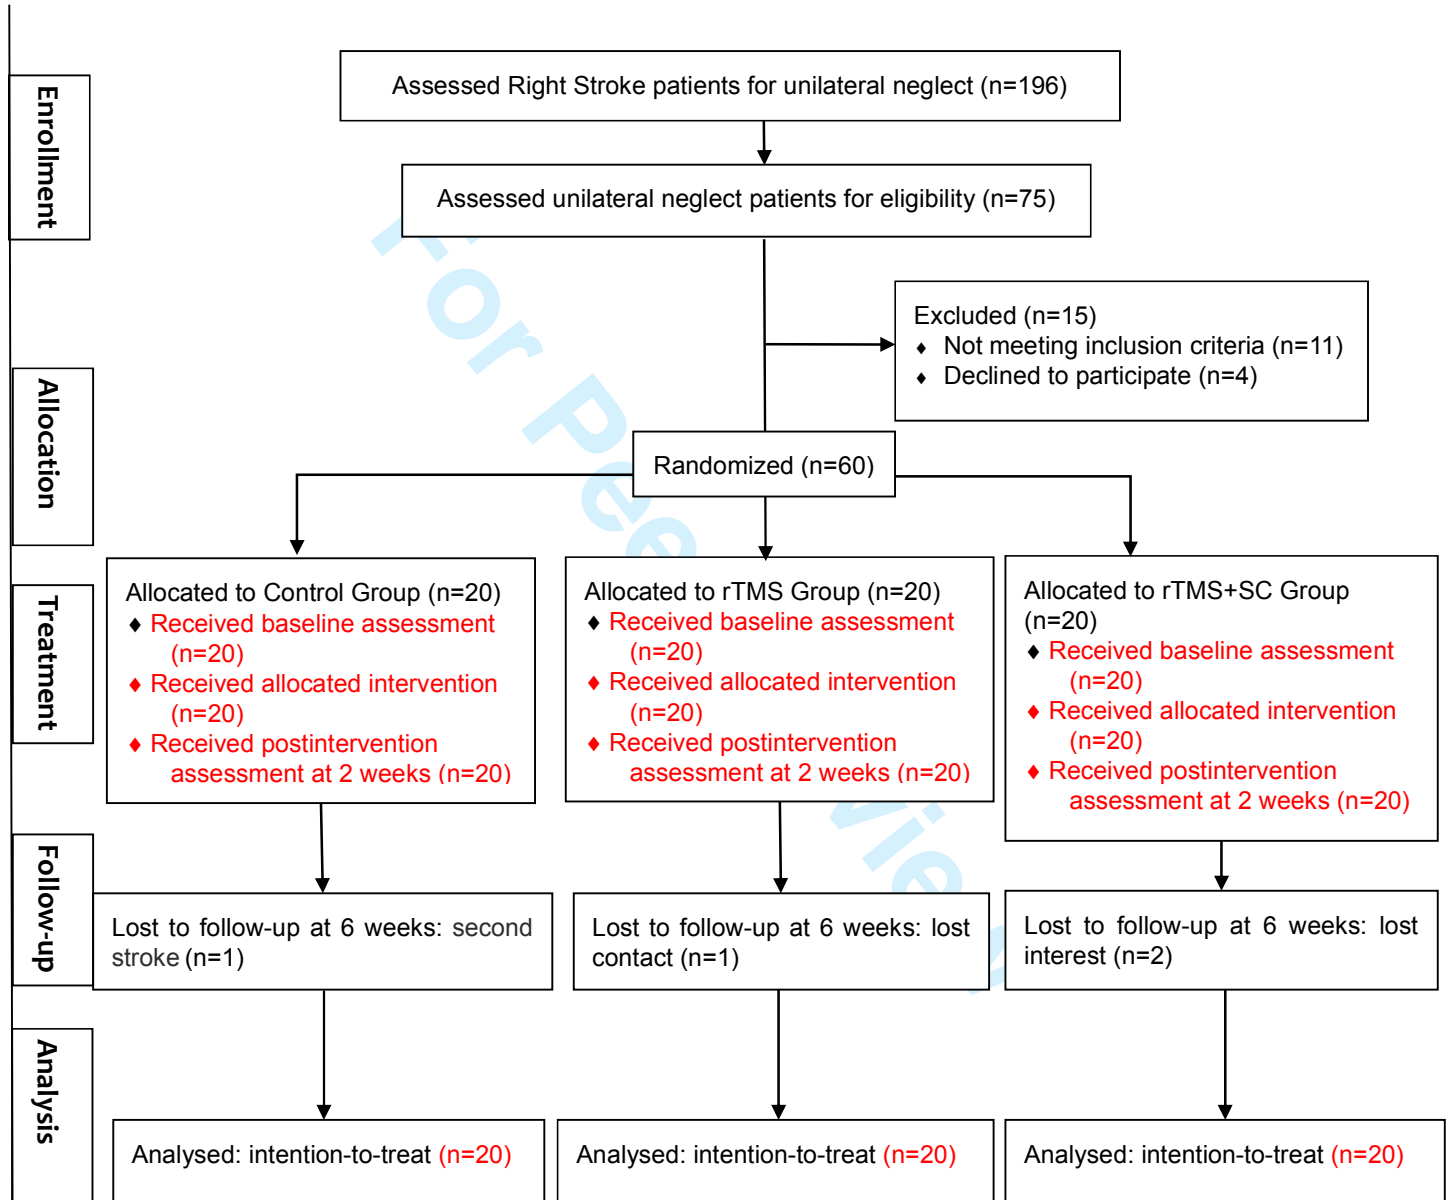 Enrollment
Assessed Right Stroke patients for unilateral neglect (n=196)
Assessed unilateral neglect patients for eligibility (n=75)
Excluded (n=15)
♦ Not meeting inclusion criteria (n=11)
♦ Declined to participate (n=4)
Allocation
Randomized (n=60)
Treatment
Allocated to Control Group (n=20)
♦ Received baseline assessment
(n=20)
♦ Received allocated intervention
(n=20)
♦ Received postintervention
assessment at 2 weeks (n=20)
Allocated to rTMS Group (n=20)
♦ Received baseline assessment
(n=20)
♦ Received allocated intervention
(n=20)
♦ Received postintervention
assessment at 2 weeks (n=20)
Allocated to rTMS+SC Group
(n=20)
♦ Received baseline assessment
(n=20)
♦ Received allocated intervention
(n=20)
♦ Received postintervention
assessment at 2 weeks (n=20)
Follow-up
Lost to follow-up at 6 weeks: second
stroke (n=1)
Lost to follow-up at 6 weeks: lost
contact (n=1)
Lost to follow-up at 6 weeks: lost
interest (n=2)
Analysis
Analysed: intention-to-treat (n=20)
Analysed: intention-to-treat (n=20)
Analysed: intention-to-treat (n=20)
For